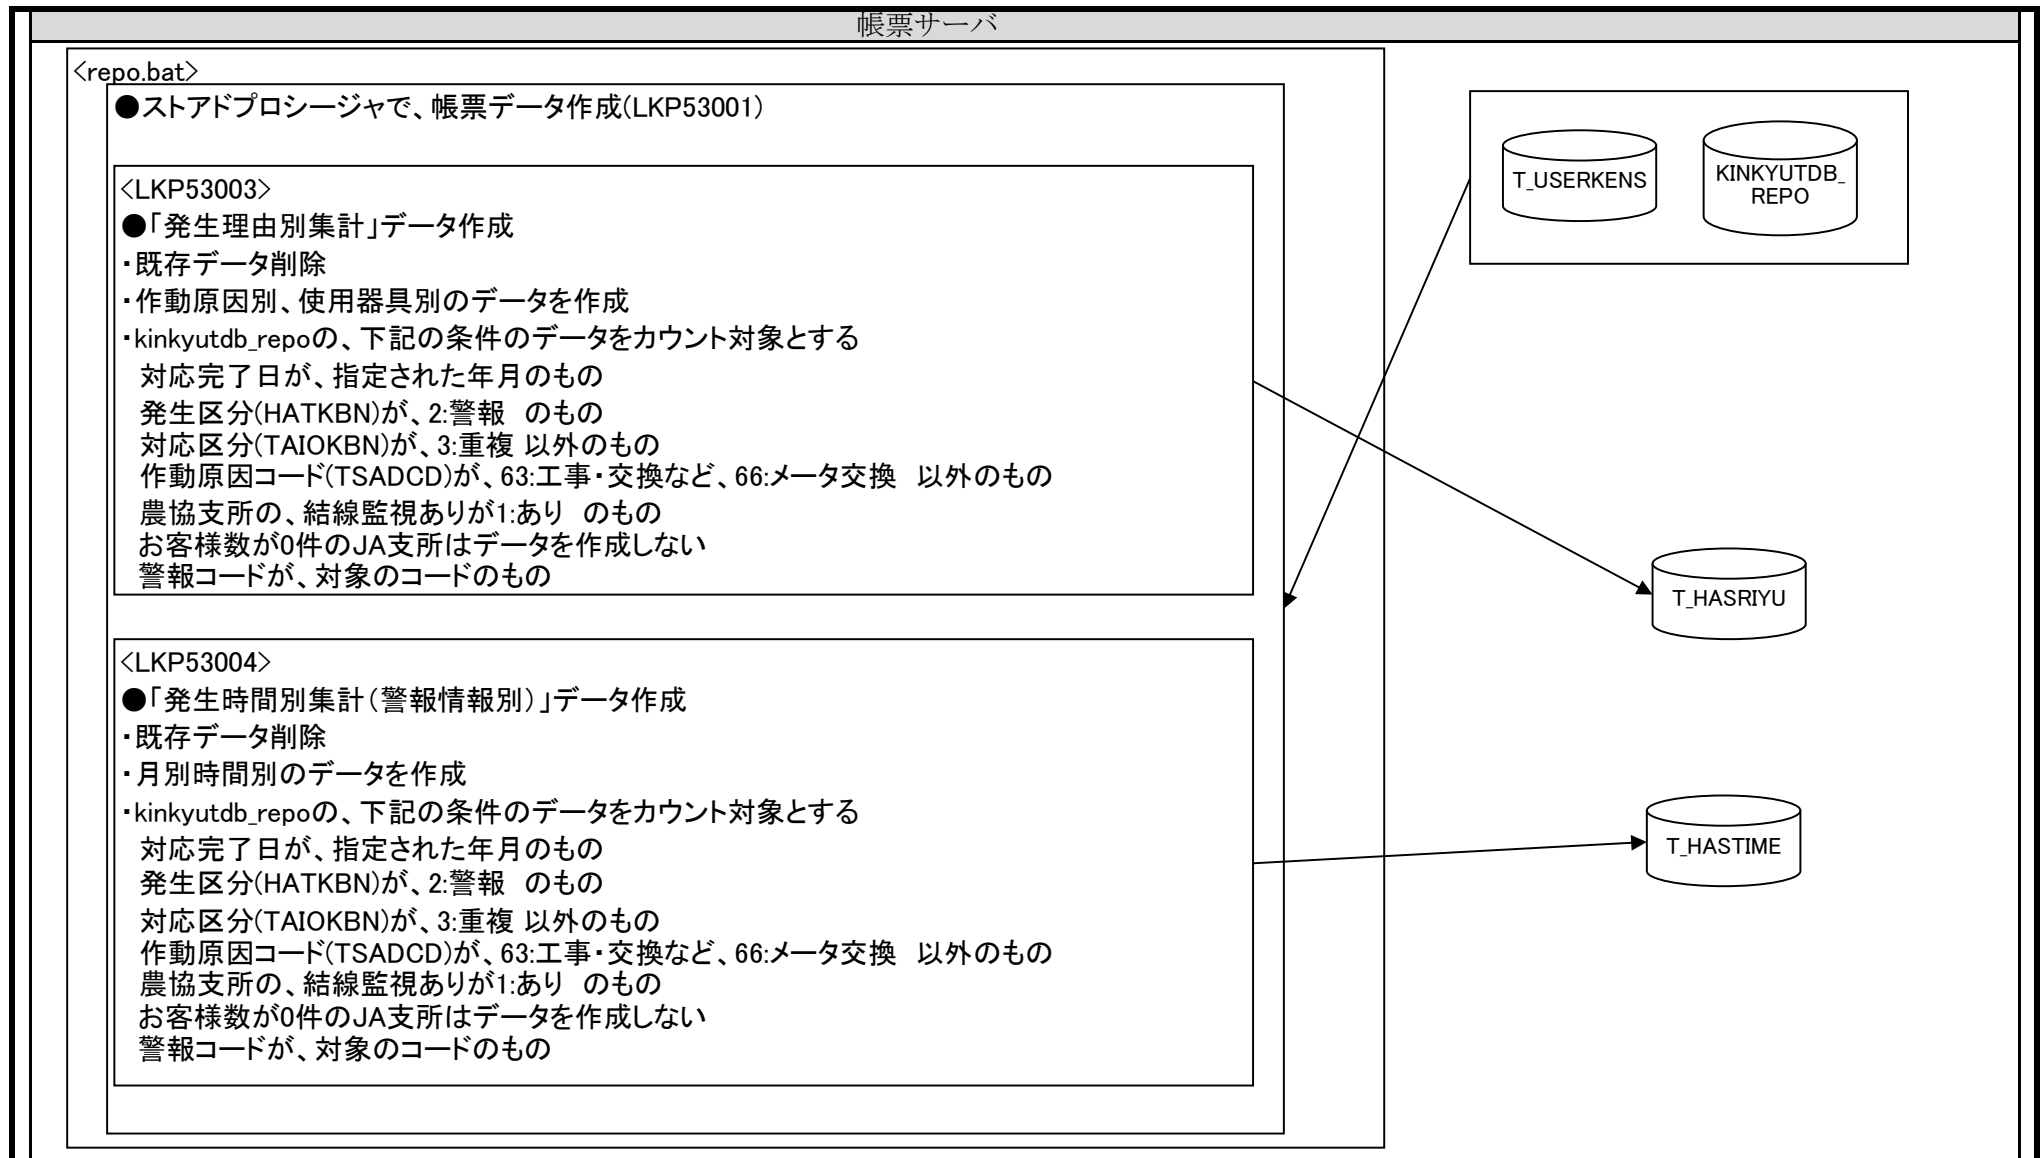 帳票サーバ
<repo.bat>
●ストアドプロシージャで、帳票データ作成(LKP53001)
<LKP53003>
●「発生理由別集計」データ作成
・既存データ削除
・作動原因別、使用器具別のデータを作成
・kinkyutdb_repoの、下記の条件のデータをカウント対象とする
対応完了日が、指定された年月のもの
発生区分(HATKBN)が、2:警報　のもの
対応区分(TAIOKBN)が、3:重複 以外のもの
作動原因コード(TSADCD)が、63:工事・交換など、66:メータ交換　以外のもの
農協支所の、結線監視ありが1:あり　のもの
お客様数が0件のJA支所はデータを作成しない
警報コードが、対象のコードのもの
<LKP53004>
●「発生時間別集計（警報情報別）」データ作成
・既存データ削除
・月別時間別のデータを作成
・kinkyutdb_repoの、下記の条件のデータをカウント対象とする
対応完了日が、指定された年月のもの
発生区分(HATKBN)が、2:警報　のもの
対応区分(TAIOKBN)が、3:重複 以外のもの
作動原因コード(TSADCD)が、63:工事・交換など、66:メータ交換　以外のもの
農協支所の、結線監視ありが1:あり　のもの
お客様数が0件のJA支所はデータを作成しない
警報コードが、対象のコードのもの
T_USERKENS
KINKYUTDB_
REPO
T_HASRIYU
T_HASTIME